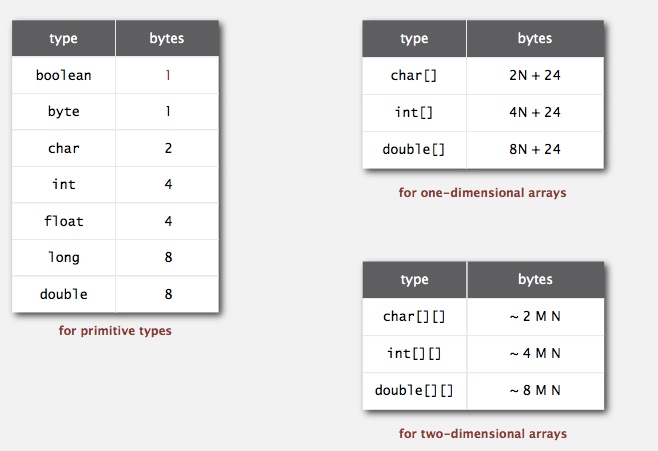 type bytes
boolean 1
byte 1
char 2
int 4
float 4
long 8
double 8
for primitive types
type bytes
char[] 2N + 24
int[] 4N + 24
double[] 8N + 24
for one-dimensional arrays
type bytes
char[][] ~ 2 M N
int[][] ~ 4 M N
double[][] ~ 8 M N
for two-dimensional arrays